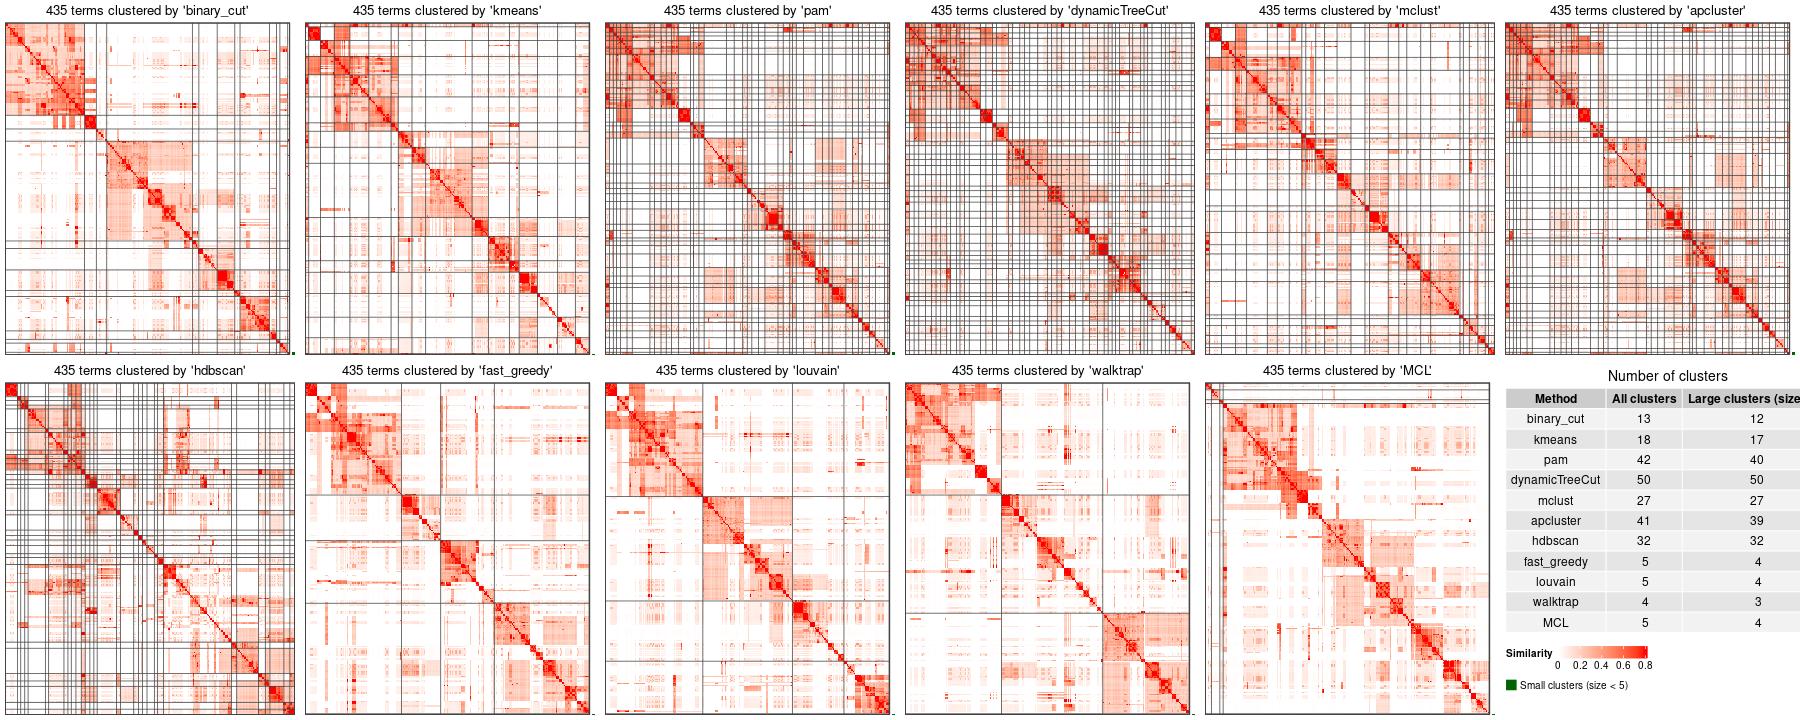 435 terms clustered by 'binary_cut'
435 terms clustered by 'kmeans'
435 terms clustered by 'pam'
435 terms clustered by 'dynamicTreeCut'
435 terms clustered by 'mclust'
435 terms clustered by 'apcluster'
435 terms clustered by 'hdbscan'
435 terms clustered by 'fast_greedy'
435 terms clustered by 'louvain'
435 terms clustered by 'walktrap'
435 terms clustered by 'MCL'
Number of clusters
Method All clusters Large clusters (size
binary_cut 13 12
kmeans 18 17
pam 42 40
dynamicTreeCut 50 50
mclust 27 27
apcluster 41 39
hdbscan 32 32
fast_greedy 5 4
louvain 5 4
walktrap 4 3
MCL 5 4
Similarity
0 0.2 0.4 0.6 0.8
Small clusters (size < 5)